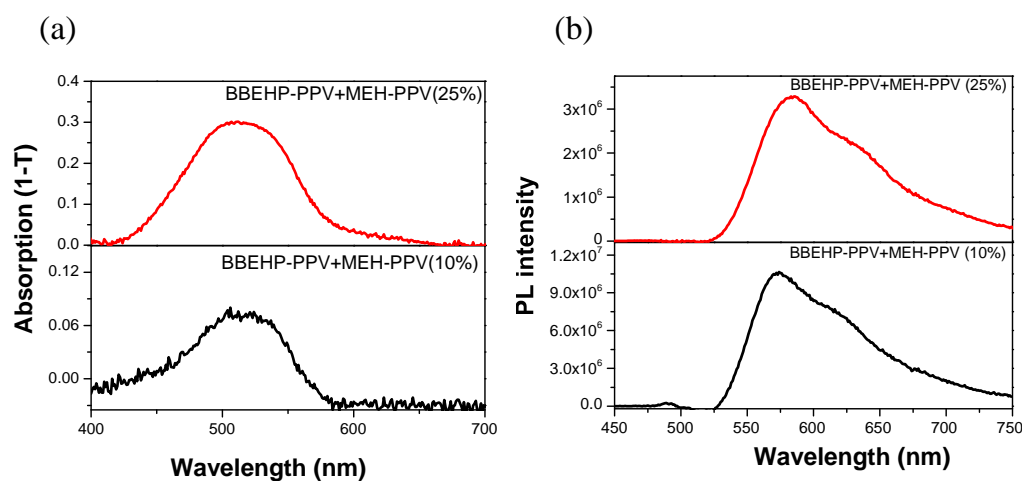 (a)
(b)
BBEHP-PPV+MEH-PPV(25%)
0.4
0.3
0.2
0.1
0.0
BBEHP-PPV+MEH-PPV(10%)
0.12
0.06
0.00
400
500
600
700
Absorption (1-T)
Wavelength (nm)
BBEHP-PPV+MEH-PPV (25%)
3x10⁶
2x10⁶
1x10⁶
0
BBEHP-PPV+MEH-PPV (10%)
1.2x10⁷
9.0x10⁶
6.0x10⁶
3.0x10⁶
0.0
450
500
550
600
650
700
750
PL intensity
Wavelength (nm)